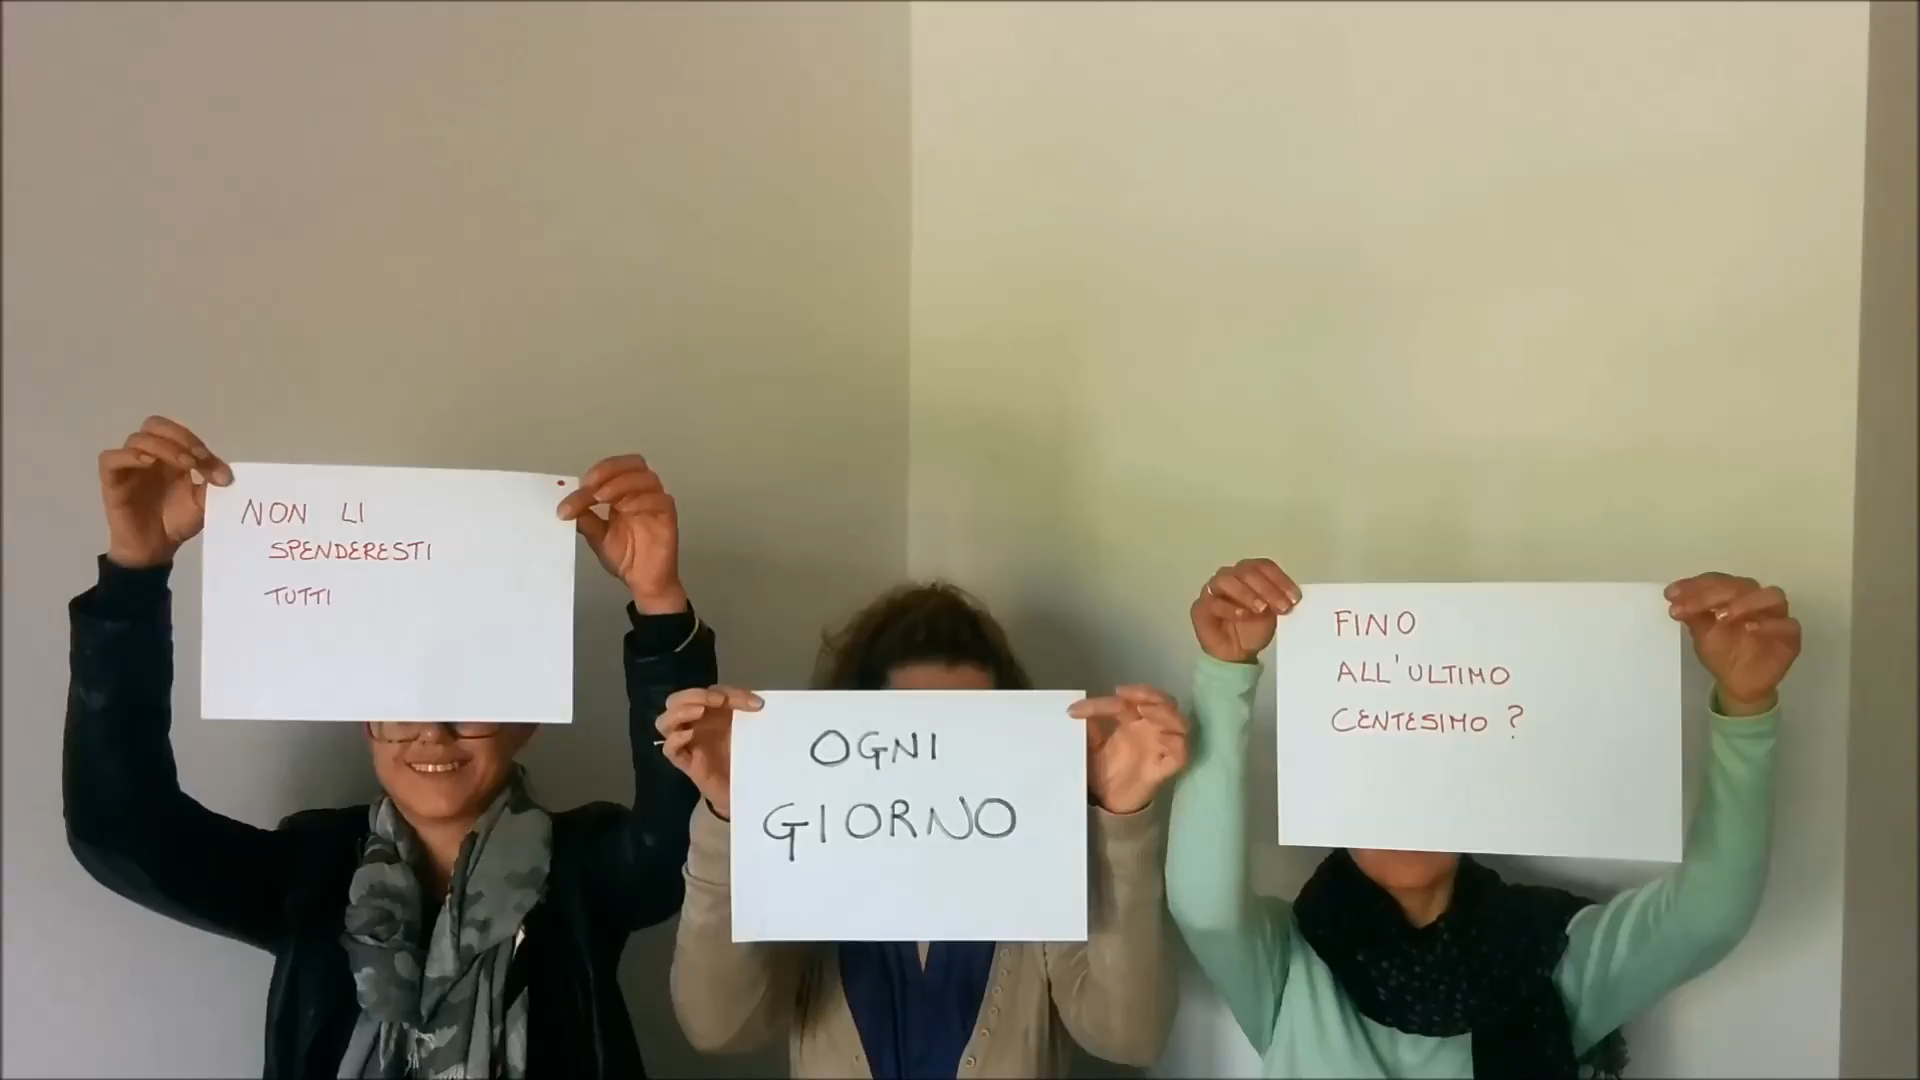 NON LI
SPENDERESTI
TUTTI
OGNI
GIORNO
FINO
ALL'ULTIMO
CENTESIMO ?